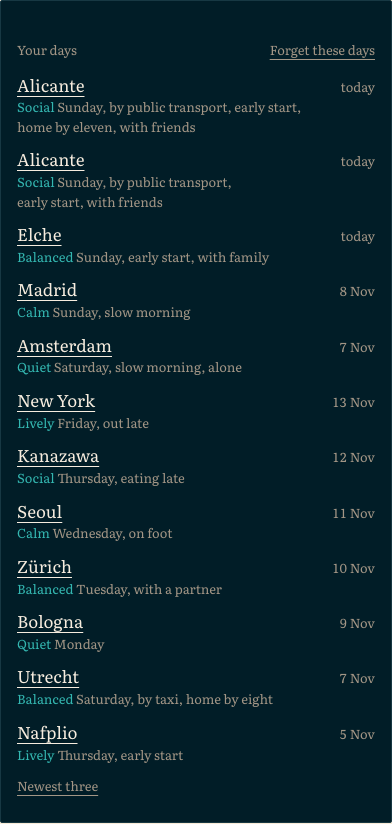 Your days
Forget these days
Alicante
today
Social Sunday, by public transport, early start,
home by eleven, with friends
Alicante
today
Social Sunday, by public transport,
early start, with friends
Elche
today
Balanced Sunday, early start, with family
Madrid
8 Nov
Calm Sunday, slow morning
Amsterdam
7 Nov
Quiet Saturday, slow morning, alone
New York
13 Nov
Lively Friday, out late
Kanazawa
12 Nov
Social Thursday, eating late
Seoul
11 Nov
Calm Wednesday, on foot
Zürich
10 Nov
Balanced Tuesday, with a partner
Bologna
9 Nov
Quiet Monday
Utrecht
7 Nov
Balanced Saturday, by taxi, home by eight
Nafplio
5 Nov
Lively Thursday, early start
Newest three